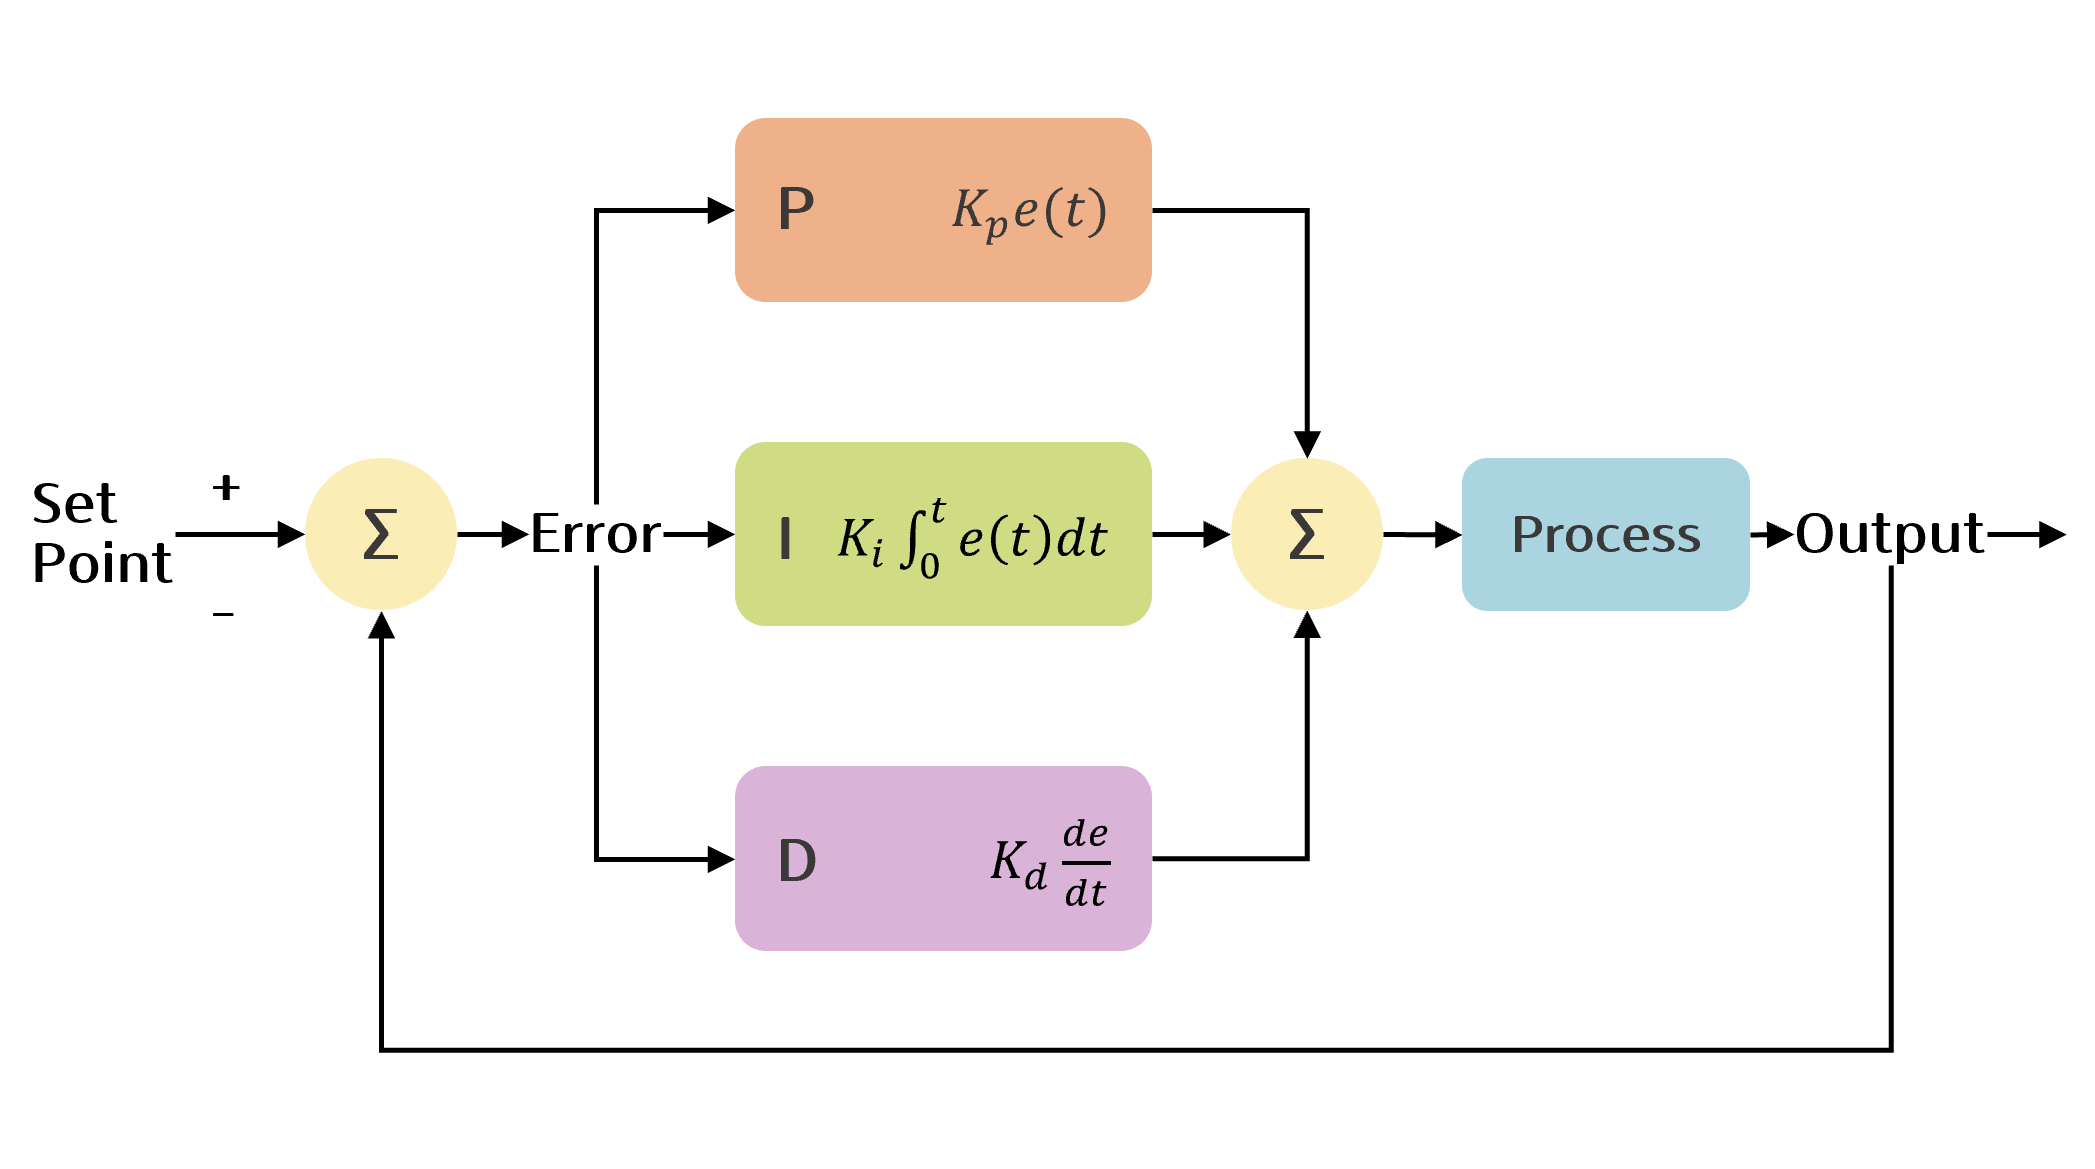 Set
Point
+
−
Σ
Error
P K_p e(t)
I K_i ∫_0^t e(t)dt
D K_d de/dt
Σ
Process
Output